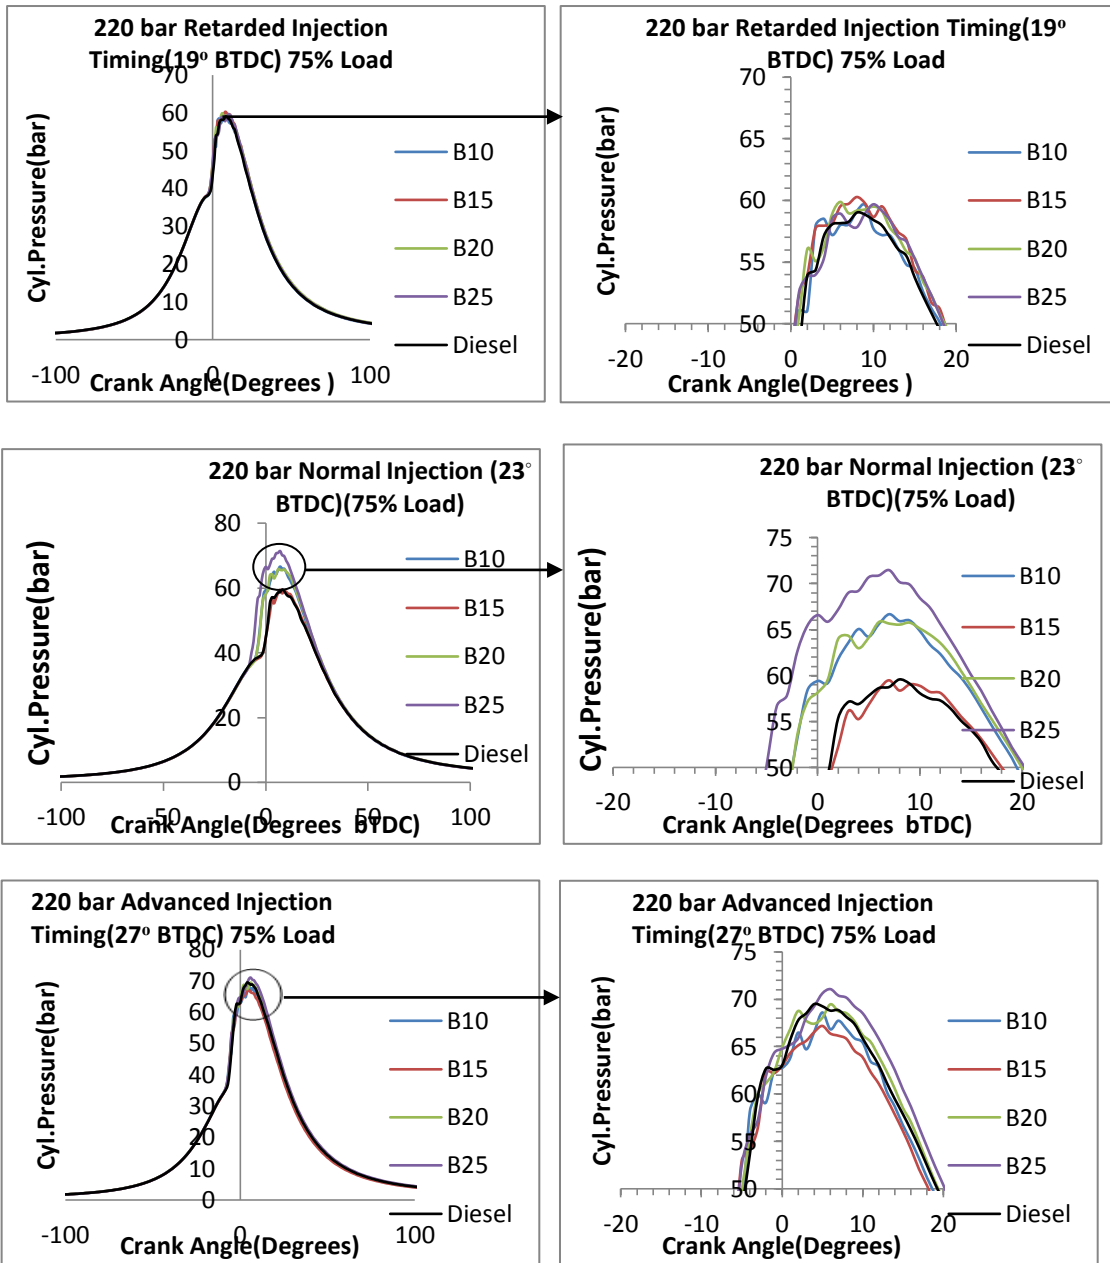 220 bar Retarded Injection
Timing(19º BTDC) 75% Load
70
60
50
40
30
20
10
0
-100
0
100
Cyl.Pressure(bar)
Crank Angle(Degrees )
B10
B15
B20
B25
Diesel
220 bar Retarded Injection Timing(19º
BTDC) 75% Load
70
65
60
55
50
-20
-10
0
10
20
Cyl.Pressure(bar)
Crank Angle(Degrees )
B10
B15
B20
B25
Diesel
220 bar Normal Injection (23°
BTDC)(75% Load)
80
60
40
20
0
-100
-50
0
50
100
Cyl.Pressure(bar)
Crank Angle(Degrees bTDC)
B10
B15
B20
B25
Diesel
220 bar Normal Injection (23°
BTDC)(75% Load)
75
70
65
60
55
50
-20
-10
0
10
20
Cyl.Pressure(bar)
Crank Angle(Degrees bTDC)
B10
B15
B20
B25
Diesel
220 bar Advanced Injection
Timing(27º BTDC) 75% Load
80
70
60
50
40
30
20
10
0
-100
0
100
Cyl.Pressure(bar)
Crank Angle(Degrees)
B10
B15
B20
B25
Diesel
220 bar Advanced Injection
Timing(27º BTDC) 75% Load
75
70
65
60
55
50
-20
-10
0
10
20
Cyl.Pressure(bar)
Crank Angle(Degrees)
B10
B15
B20
B25
Diesel